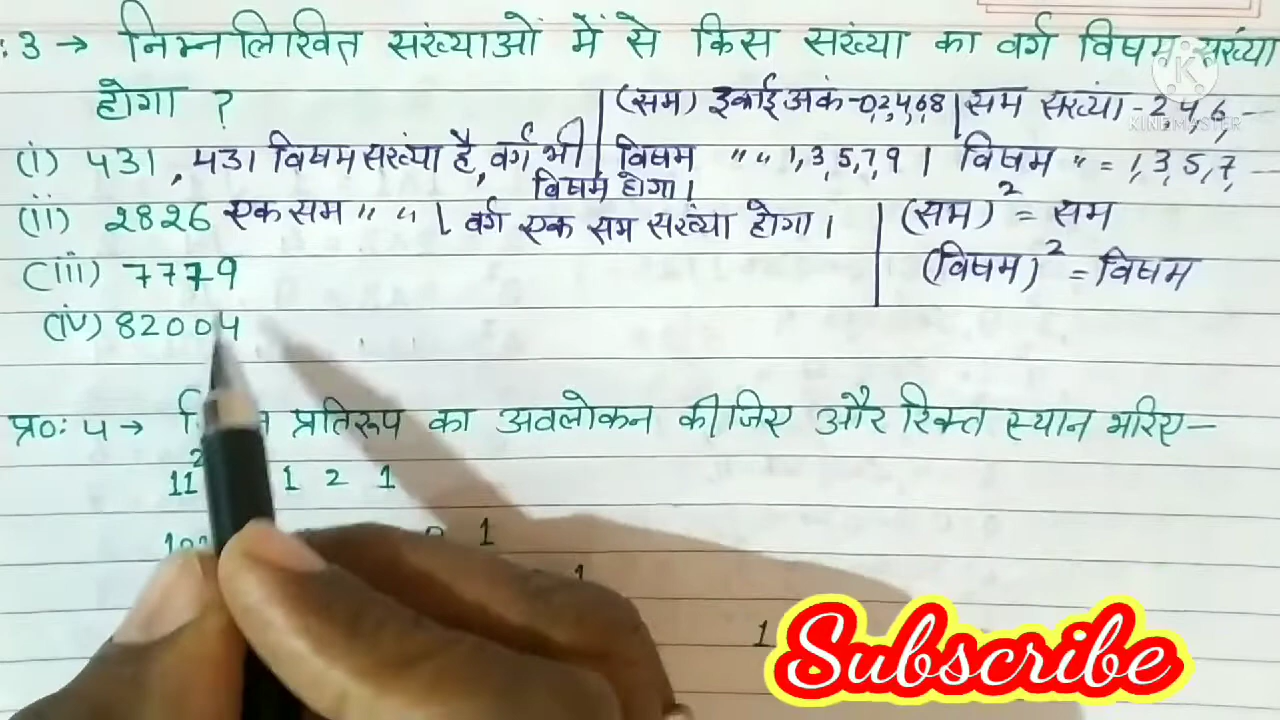 : 3 → निम्नलिखित संख्याओं में से किस संख्या का वर्ग विषम संख्या
होगा ?
(सम) इकाई अंक - 0,2,4,6,8 | सम संख्या - 2,4,6, -
(i) 431 , 431 विषम संख्या है, वर्ग भी
विषम होगा।
विषम " " 1,3,5,7,9 | विषम " = 1,3,5,7, -
(ii) 2826 एक सम " " । वर्ग एक सम संख्या होगा।
(सम)² = सम
(iii) 7779
(विषम)² = विषम
(iv) 82004
प्र०: 4 → प्रतिरूप का अवलोकन कीजिए और रिक्त स्थान भरिए -
11² 1 2 1
1
1
1
Subscribe
KINEMASTER